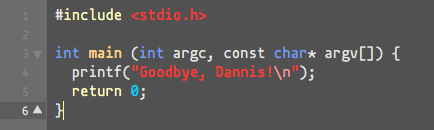 1 #include <stdio.h>
2
3 int main (int argc, const char* argv[]) {
4   printf("Goodbye, Dannis!\n");
5   return 0;
6 }